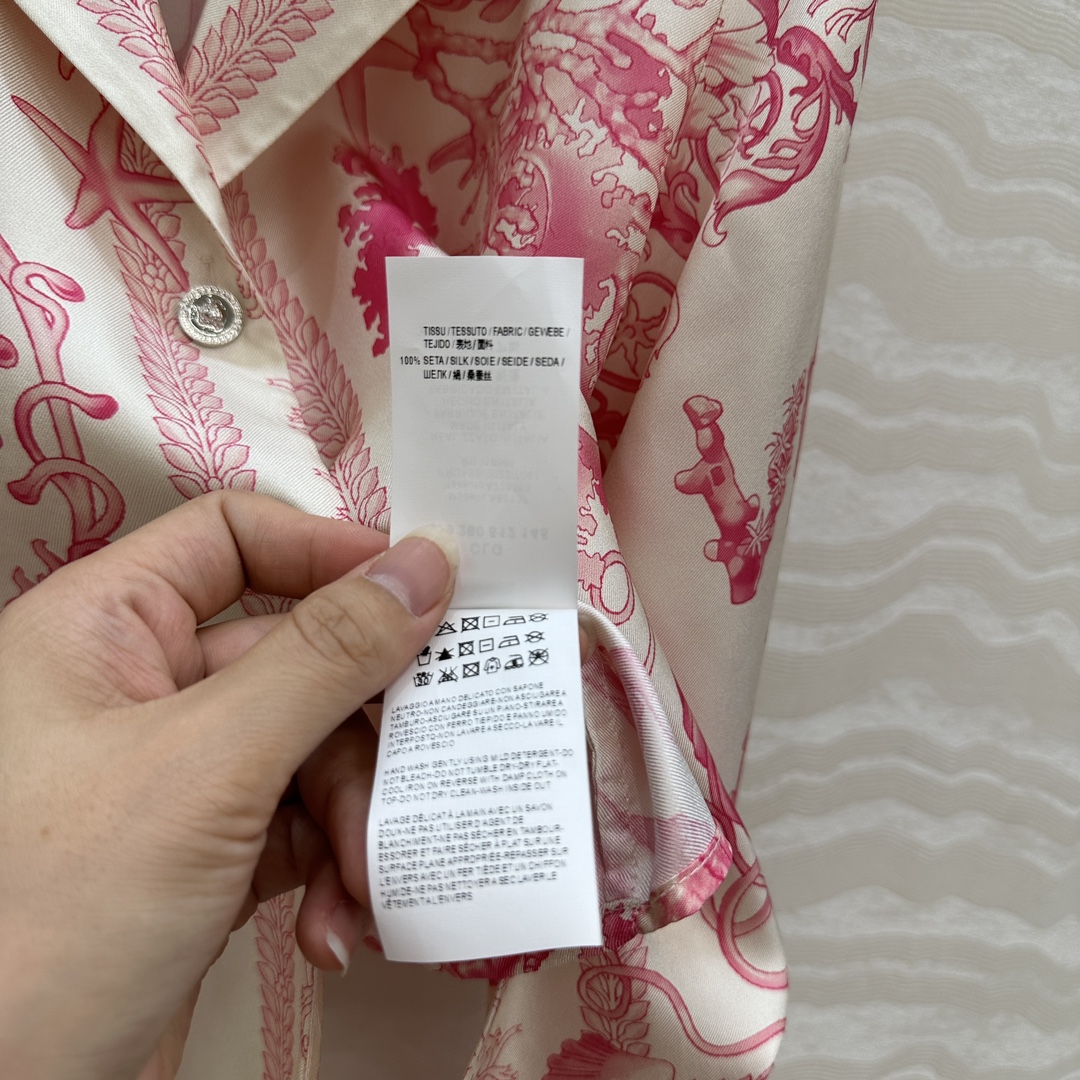 TISSU / TESSUTO / FABRIC / GEWEBE /
TEJIDO / 表地 / 面料
100% SETA / SILK / SOIE / SEIDE / SEDA /
ШЕЛК / 絹 / 桑蚕丝
LAVAGGIO A MANO DELICATO CON SAPONE
NEUTRO-NON CANDEGGIARE-NON ASCIUGARE A
TAMBURO-ASCIUGARE SU UN PIANO-STIRARE A
ROVESCIO CON FERRO TIEPIDO E PANNO UMIDO
INTERPOSTO-NON LAVARE A SECCO-LAVARE IL
CAPO A ROVESCIO
HAND WASH GENTLY USING MILD DETERGENT-DO
NOT BLEACH-DO NOT TUMBLE DRY-DRY FLAT-
COOL IRON ON REVERSE WITH DAMP CLOTH ON
TOP-DO NOT DRY CLEAN-WASH INSIDE OUT
LAVAGE DÉLICAT À LA MAIN AVEC UN SAVON
DOUX-NE PAS UTILISER D'AGENT DE
BLANCHIMENT-NE PAS SÉCHER EN TAMBOUR-
ESSORER ET FAIRE SÉCHER À PLAT SUR UNE
SURFACE PLANE APPROPRIÉE-REPASSER SUR
L'ENVERS AVEC UN FER TIÈDE ET UN CHIFFON
HUMIDE-NE PAS NETTOYER A SEC LAVER LE
VÊTEMENT A L'ENVERS